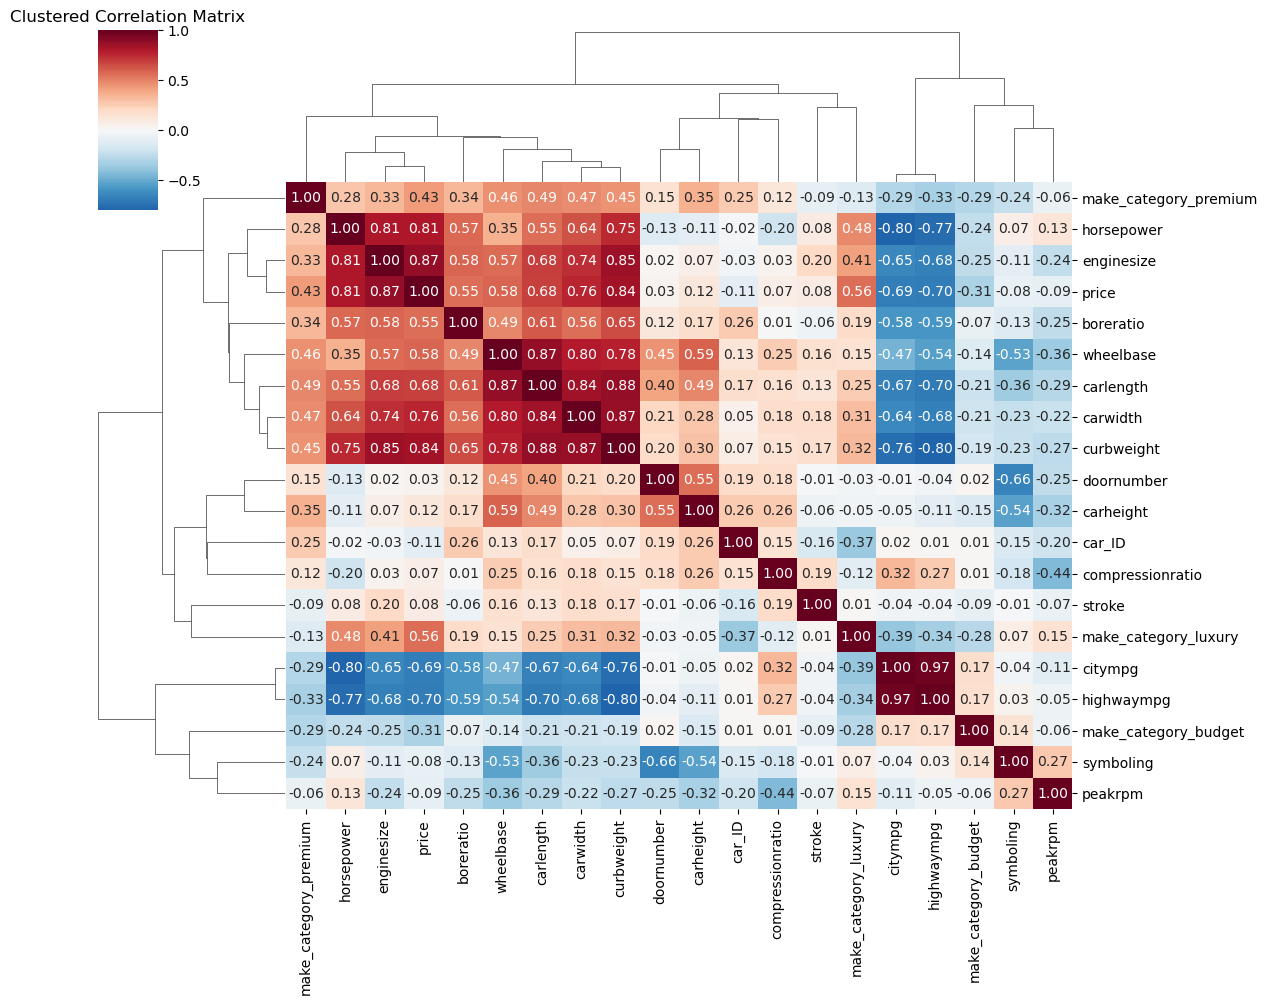 Clustered Correlation Matrix
1.0
0.5
0.0
−0.5
1.00 0.28 0.33 0.43 0.34 0.46 0.49 0.47 0.45 0.15 0.35 0.25 0.12 -0.09 -0.13 -0.29 -0.33 -0.29 -0.24 -0.06 make_category_premium
0.28 1.00 0.81 0.81 0.57 0.35 0.55 0.64 0.75 -0.13 -0.11 -0.02 -0.20 0.08 0.48 -0.80 -0.77 -0.24 0.07 0.13 horsepower
0.33 0.81 1.00 0.87 0.58 0.57 0.68 0.74 0.85 0.02 0.07 -0.03 0.03 0.20 0.41 -0.65 -0.68 -0.25 -0.11 -0.24 enginesize
0.43 0.81 0.87 1.00 0.55 0.58 0.68 0.76 0.84 0.03 0.12 -0.11 0.07 0.08 0.56 -0.69 -0.70 -0.31 -0.08 -0.09 price
0.34 0.57 0.58 0.55 1.00 0.49 0.61 0.56 0.65 0.12 0.17 0.26 0.01 -0.06 0.19 -0.58 -0.59 -0.07 -0.13 -0.25 boreratio
0.46 0.35 0.57 0.58 0.49 1.00 0.87 0.80 0.78 0.45 0.59 0.13 0.25 0.16 0.15 -0.47 -0.54 -0.14 -0.53 -0.36 wheelbase
0.49 0.55 0.68 0.68 0.61 0.87 1.00 0.84 0.88 0.40 0.49 0.17 0.16 0.13 0.25 -0.67 -0.70 -0.21 -0.36 -0.29 carlength
0.47 0.64 0.74 0.76 0.56 0.80 0.84 1.00 0.87 0.21 0.28 0.05 0.18 0.18 0.31 -0.64 -0.68 -0.21 -0.23 -0.22 carwidth
0.45 0.75 0.85 0.84 0.65 0.78 0.88 0.87 1.00 0.20 0.30 0.07 0.15 0.17 0.32 -0.76 -0.80 -0.19 -0.23 -0.27 curbweight
0.15 -0.13 0.02 0.03 0.12 0.45 0.40 0.21 0.20 1.00 0.55 0.19 0.18 -0.01 -0.03 -0.01 -0.04 0.02 -0.66 -0.25 doornumber
0.35 -0.11 0.07 0.12 0.17 0.59 0.49 0.28 0.30 0.55 1.00 0.26 0.26 -0.06 -0.05 -0.05 -0.11 -0.15 -0.54 -0.32 carheight
0.25 -0.02 -0.03 -0.11 0.26 0.13 0.17 0.05 0.07 0.19 0.26 1.00 0.15 -0.16 -0.37 0.02 0.01 0.01 -0.15 -0.20 car_ID
0.12 -0.20 0.03 0.07 0.01 0.25 0.16 0.18 0.15 0.18 0.26 0.15 1.00 0.19 -0.12 0.32 0.27 0.01 -0.18 -0.44 compressionratio
-0.09 0.08 0.20 0.08 -0.06 0.16 0.13 0.18 0.17 -0.01 -0.06 -0.16 0.19 1.00 0.01 -0.04 -0.04 -0.09 -0.01 -0.07 stroke
-0.13 0.48 0.41 0.56 0.19 0.15 0.25 0.31 0.32 -0.03 -0.05 -0.37 -0.12 0.01 1.00 -0.39 -0.34 -0.28 0.07 0.15 make_category_luxury
-0.29 -0.80 -0.65 -0.69 -0.58 -0.47 -0.67 -0.64 -0.76 -0.01 -0.05 0.02 0.32 -0.04 -0.39 1.00 0.97 0.17 -0.04 -0.11 citympg
-0.33 -0.77 -0.68 -0.70 -0.59 -0.54 -0.70 -0.68 -0.80 -0.04 -0.11 0.01 0.27 -0.04 -0.34 0.97 1.00 0.17 0.03 -0.05 highwaympg
-0.29 -0.24 -0.25 -0.31 -0.07 -0.14 -0.21 -0.21 -0.19 0.02 -0.15 0.01 0.01 -0.09 -0.28 0.17 0.17 1.00 0.14 -0.06 make_category_budget
-0.24 0.07 -0.11 -0.08 -0.13 -0.53 -0.36 -0.23 -0.23 -0.66 -0.54 -0.15 -0.18 -0.01 0.07 -0.04 0.03 0.14 1.00 0.27 symboling
-0.06 0.13 -0.24 -0.09 -0.25 -0.36 -0.29 -0.22 -0.27 -0.25 -0.32 -0.20 -0.44 -0.07 0.15 -0.11 -0.05 -0.06 0.27 1.00 peakrpm
make_category_premium
horsepower
enginesize
price
boreratio
wheelbase
carlength
carwidth
curbweight
doornumber
carheight
car_ID
compressionratio
stroke
make_category_luxury
citympg
highwaympg
make_category_budget
symboling
peakrpm